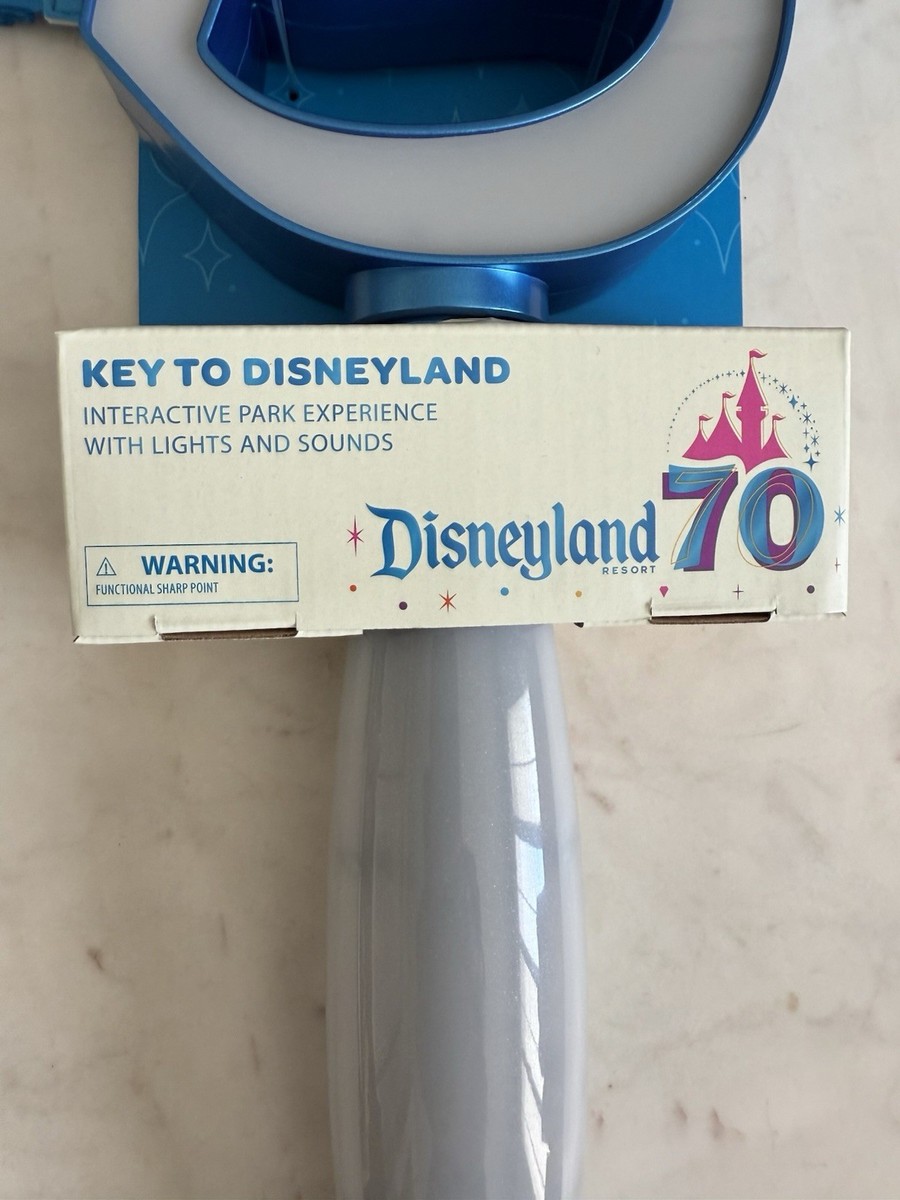 KEY TO DISNEYLAND
INTERACTIVE PARK EXPERIENCE
WITH LIGHTS AND SOUNDS
⚠ WARNING:
FUNCTIONAL SHARP POINT
Disneyland 70
RESORT